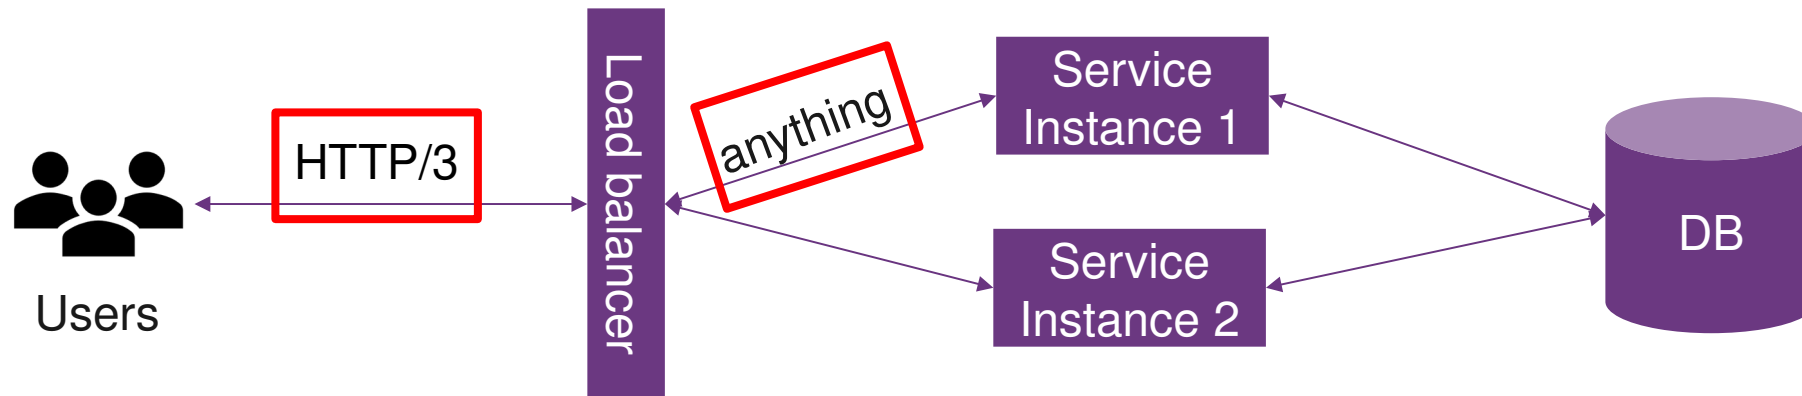 HTTP/3
Users
Load balancer
anything
Service
Instance 1
Service
Instance 2
DB